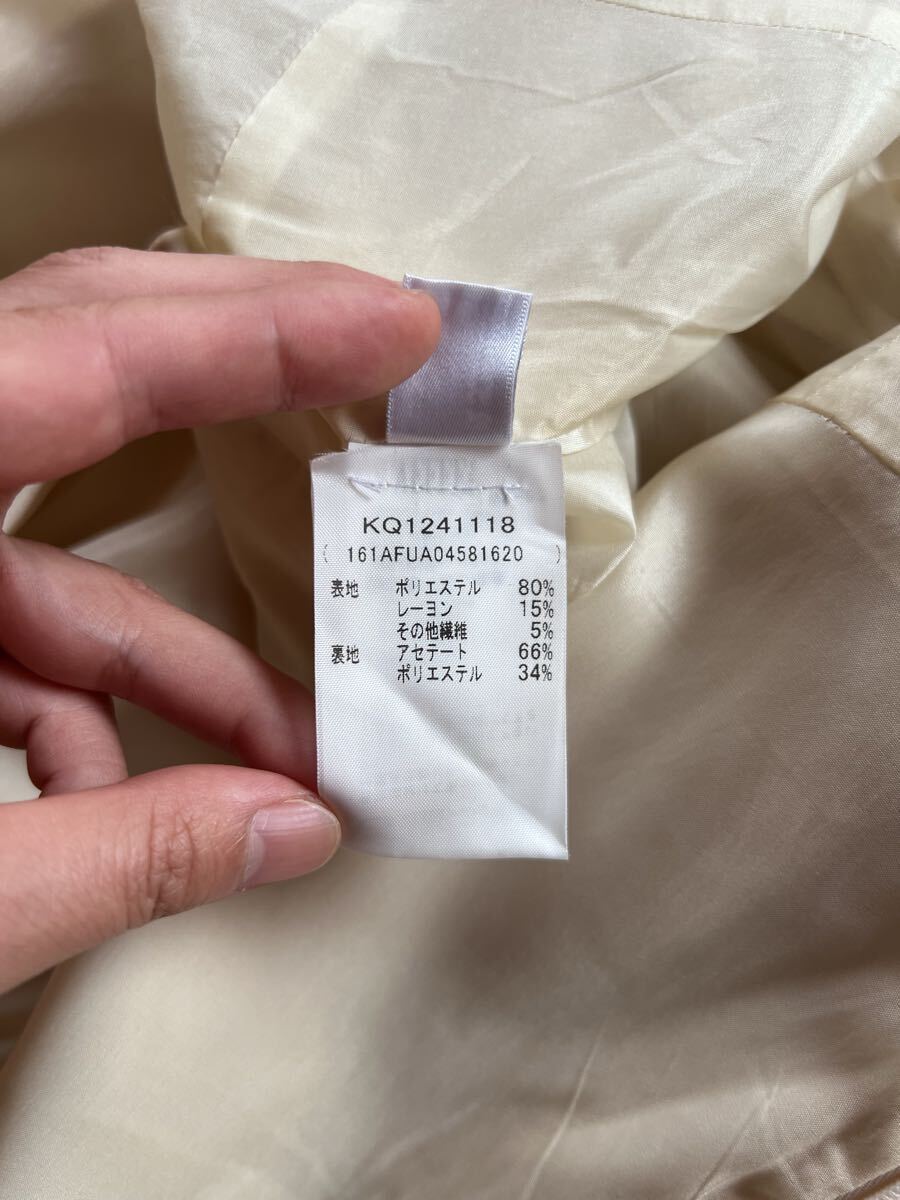 KQ1241118
( 161AFUA04581620 )
表地 ポリエステル 80%
レーヨン 15%
その他繊維 5%
裏地 アセテート 66%
ポリエステル 34%